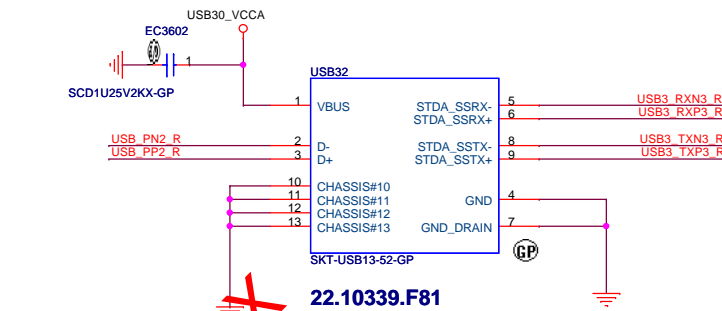 USB30_VCCA
EC3602
1
SCD1U25V2KX-GP
USB32
1 VBUS
STDA_SSRX- 5 USB3_RXN3_R
STDA_SSRX+ 6 USB3_RXP3_R
USB_PN2_R 2 D-
USB_PP2_R 3 D+
STDA_SSTX- 8 USB3_TXN3_R
STDA_SSTX+ 9 USB3_TXP3_R
10 CHASSIS#10
11 CHASSIS#11
12 CHASSIS#12
13 CHASSIS#13
GND 4
GND_DRAIN 7
GP
SKT-USB13-52-GP
22.10339.F81